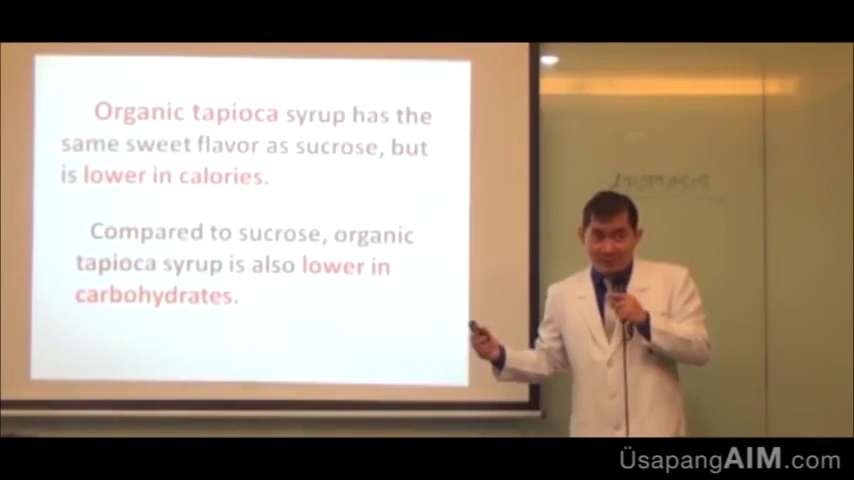 Organic tapioca syrup has the
same sweet flavor as sucrose, but
is lower in calories.
Compared to sucrose, organic
tapioca syrup is also lower in
carbohydrates.
APOPTOSIS
ÜsapangAIM.com